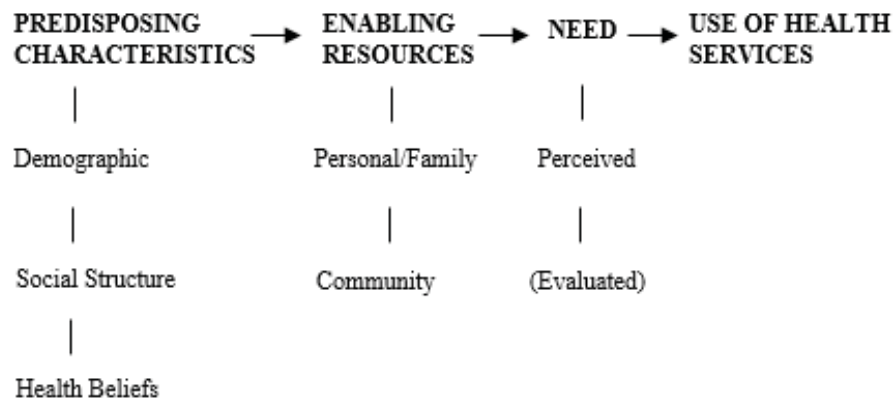 PREDISPOSING
CHARACTERISTICS
ENABLING
RESOURCES
NEED
USE OF HEALTH
SERVICES
Demographic
Personal/Family
Perceived
Social Structure
Community
(Evaluated)
Health Beliefs